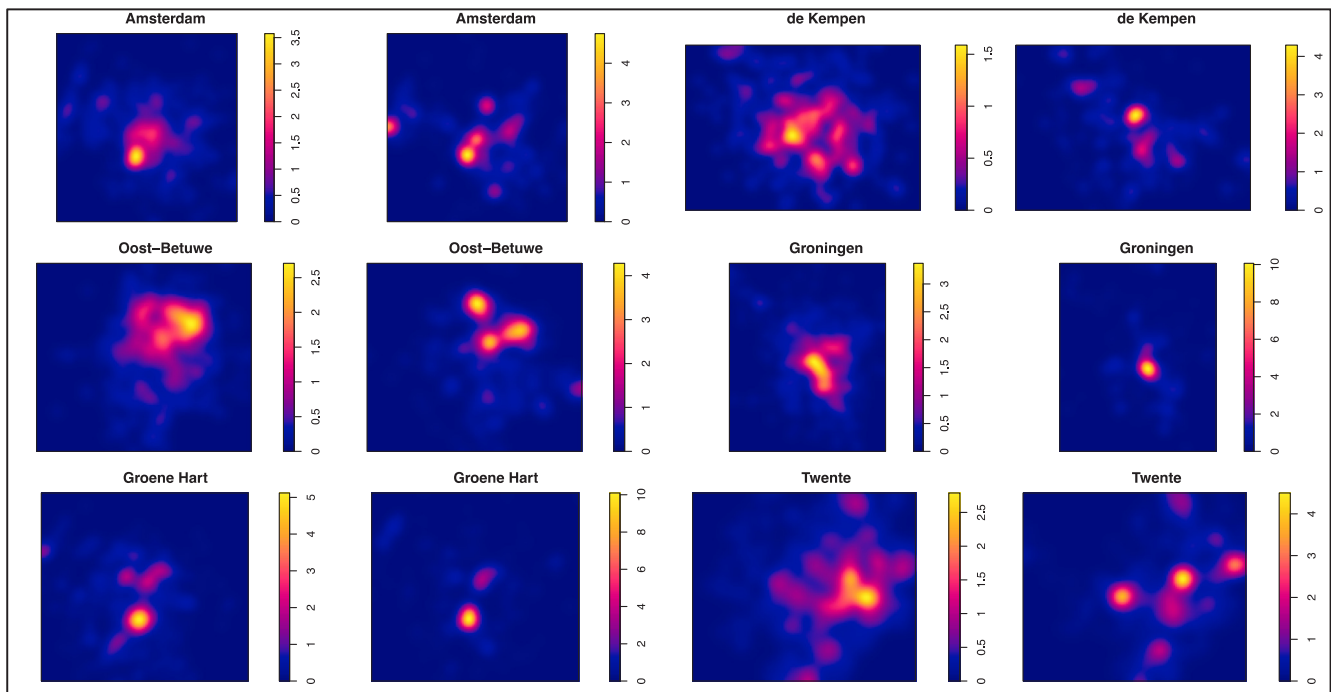 Amsterdam
0 0.5 1 1.5 2 2.5 3 3.5
Amsterdam
0 1 2 3 4
de Kempen
0 0.5 1 1.5
de Kempen
0 1 2 3 4
Oost−Betuwe
0 0.5 1 1.5 2 2.5
Oost−Betuwe
0 1 2 3 4
Groningen
0 0.5 1 1.5 2 2.5 3
Groningen
0 2 4 6 8 10
Groene Hart
0 1 2 3 4 5
Groene Hart
0 2 4 6 8 10
Twente
0 0.5 1 1.5 2 2.5
Twente
0 1 2 3 4